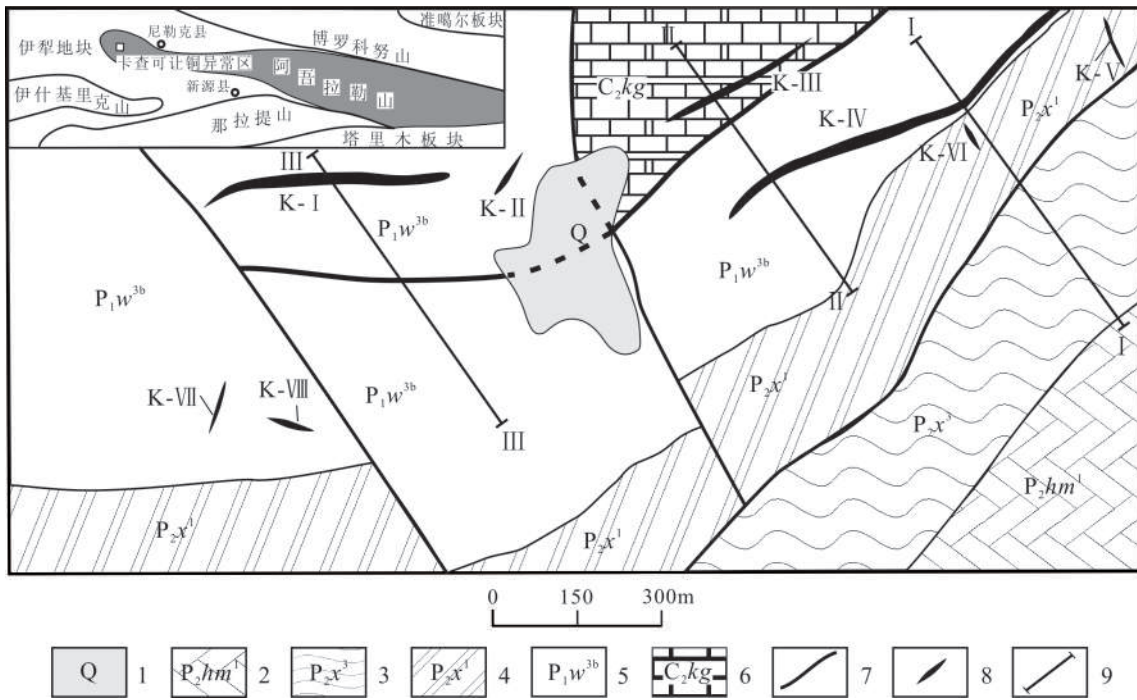 准噶尔板块
尼勒克县
博罗科努山
伊犁地块
卡查可让铜异常区
阿吾拉勒山
新源县
伊什基里克山
那拉提山
塔里木板块
II
I
C₂kg
K-III
K-V
P₂x¹
K-IV
K-VI
III
K-I
K-II
P₁w³ᵇ
Q
P₁w³ᵇ
P₁w³ᵇ
II
I
K-VII
K-VIII
P₁w³ᵇ
III
P₂x¹
P₂x³
P₂hm¹
P₂x¹
P₂x¹
0 150 300m
Q 1 P₂hm¹ 2 P₂x³ 3 P₂x¹ 4 P₁w³ᵇ 5 C₂kg 6 7 8 9